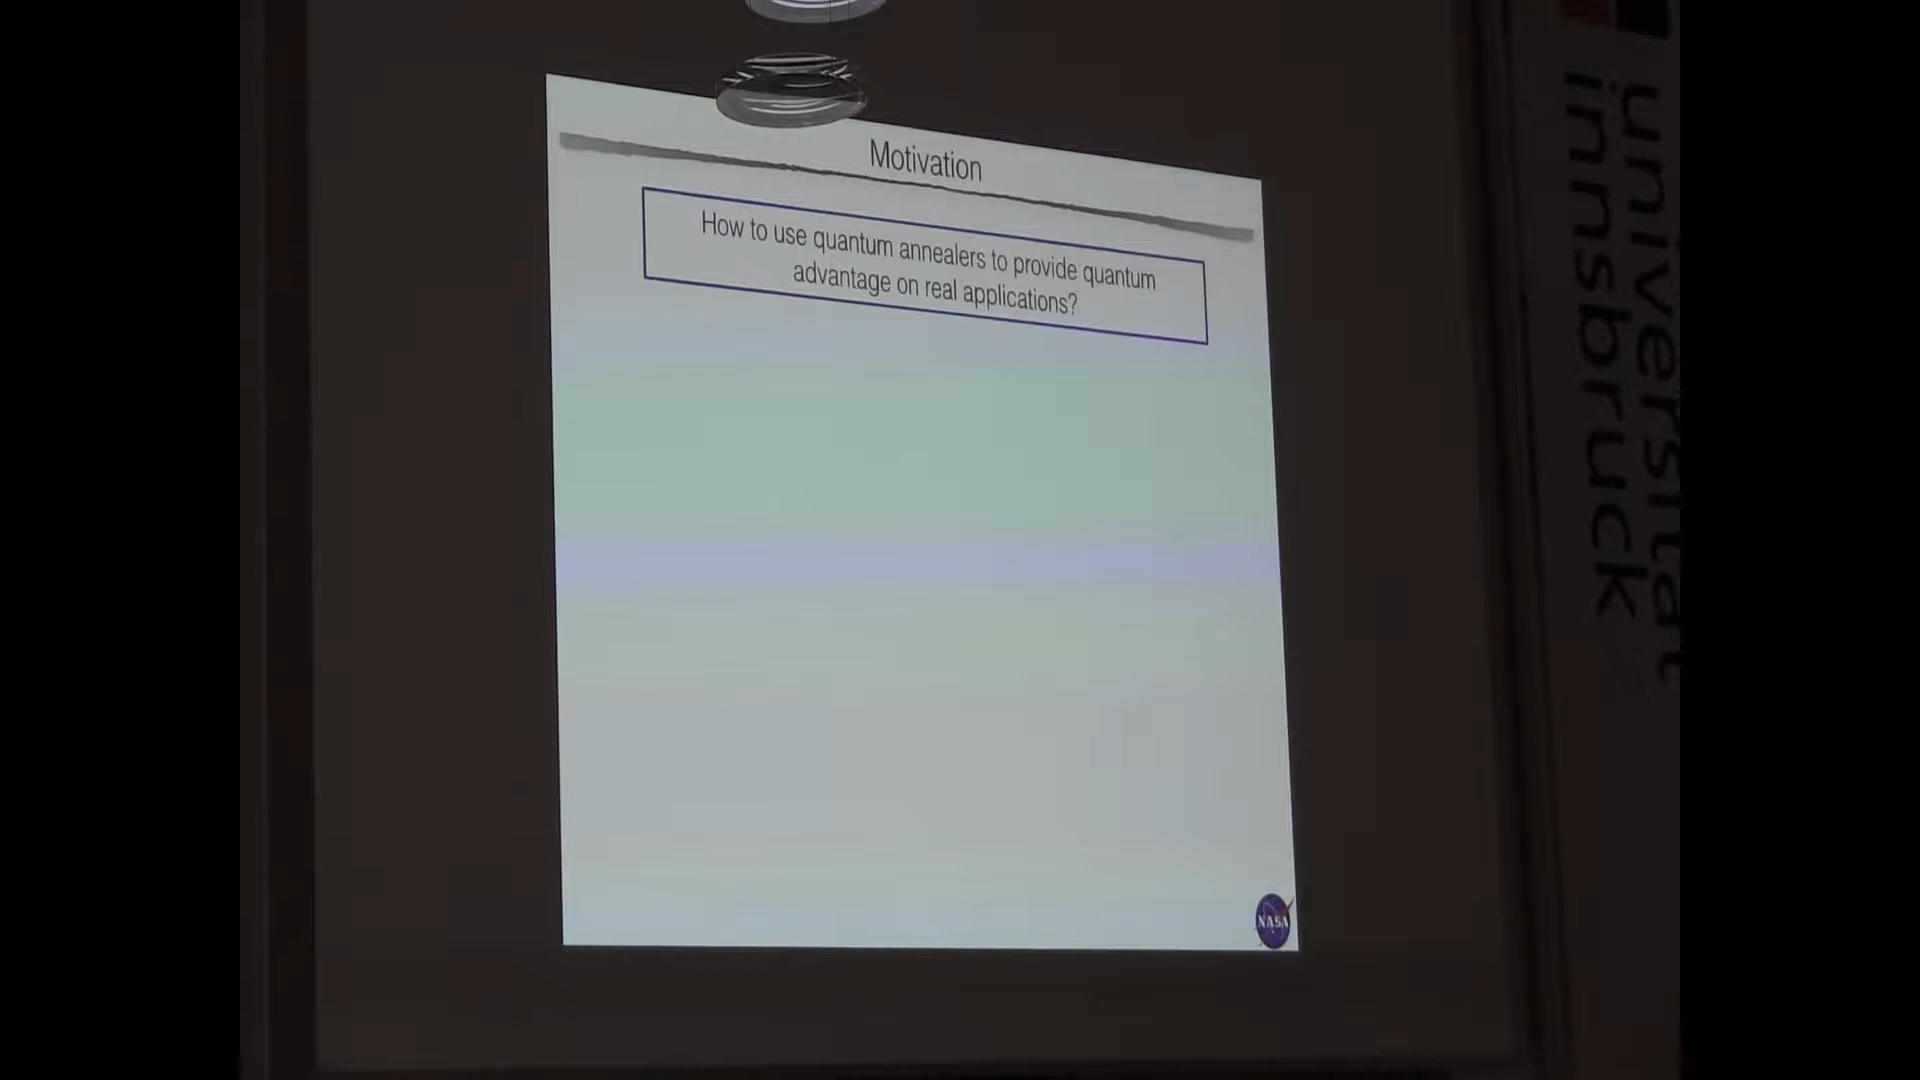 Motivation
How to use quantum annealers to provide quantum
advantage on real applications?
NASA
universität
innsbruck